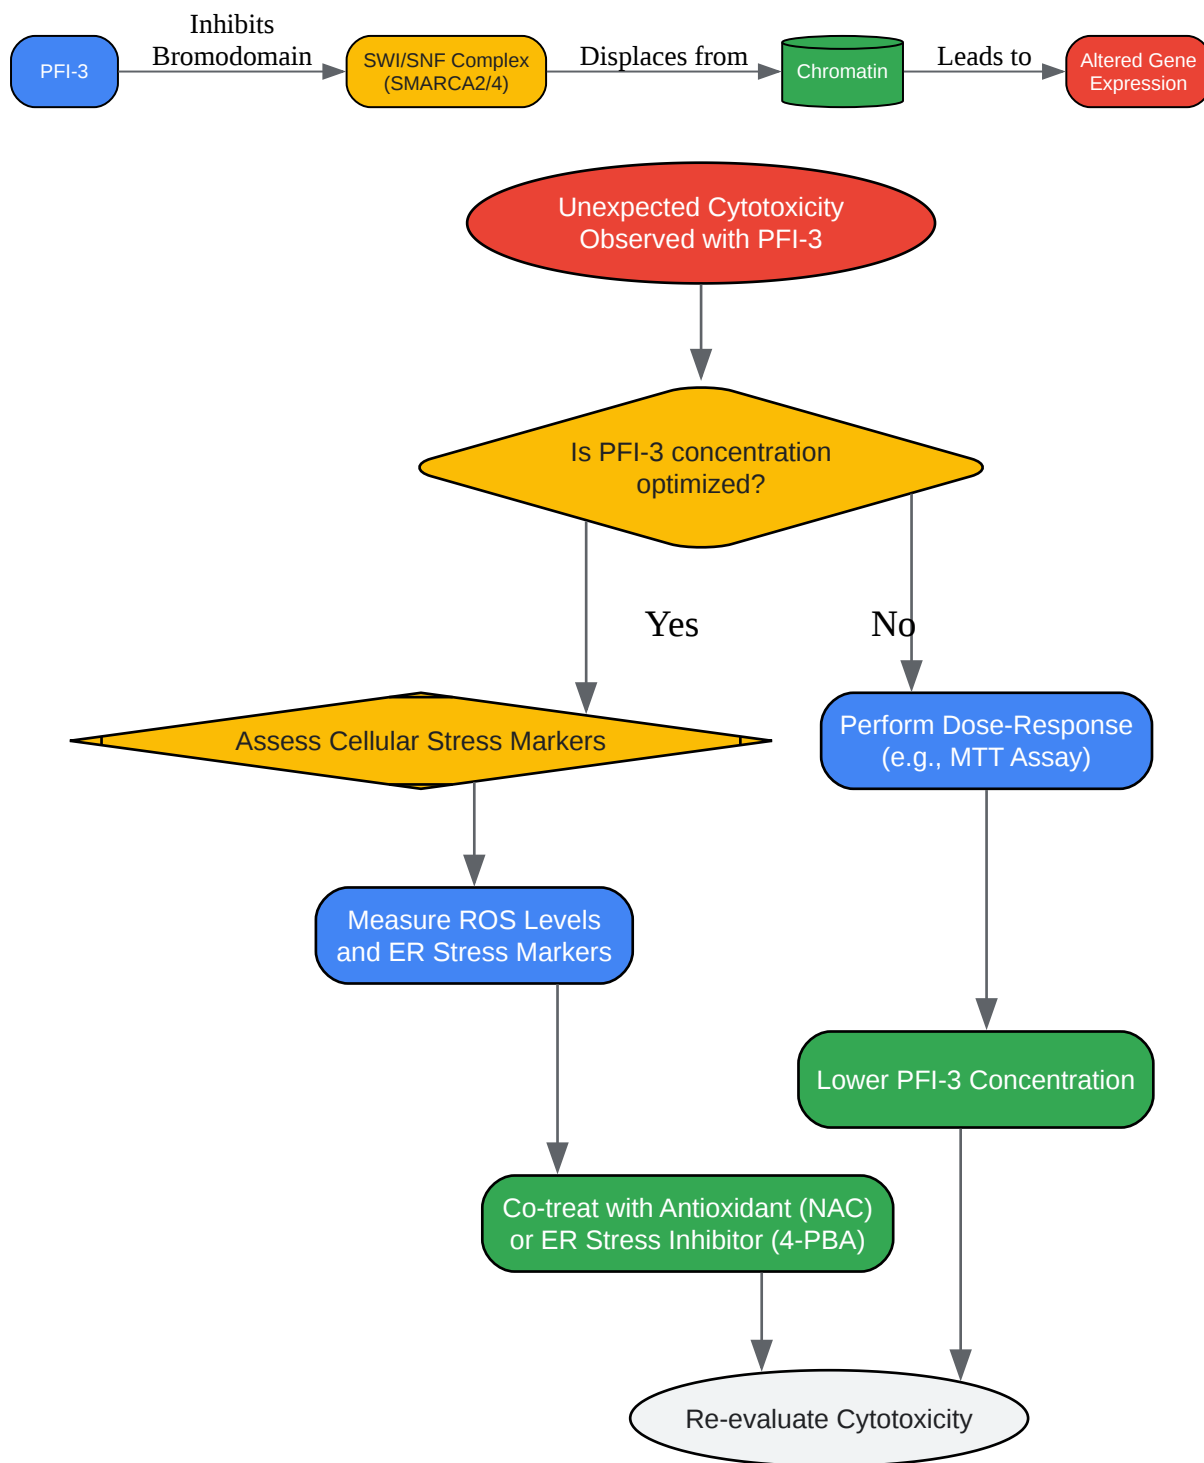 PFI-3
Inhibits
Bromodomain
SWI/SNF Complex
(SMARCA2/4)
Displaces from
Chromatin
Leads to
Altered Gene
Expression
Unexpected Cytotoxicity
Observed with PFI-3
Is PFI-3 concentration
optimized?
Yes
No
Assess Cellular Stress Markers
Perform Dose-Response
(e.g., MTT Assay)
Measure ROS Levels
and ER Stress Markers
Lower PFI-3 Concentration
Co-treat with Antioxidant (NAC)
or ER Stress Inhibitor (4-PBA)
Re-evaluate Cytotoxicity